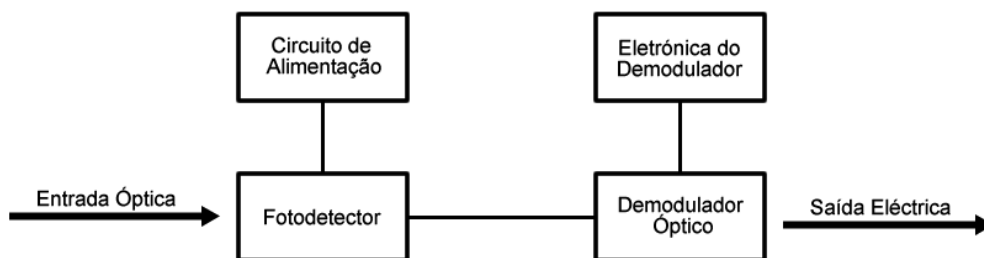 Circuito de
Alimentação
Eletrónica do
Demodulador
Entrada Óptica
Fotodetector
Demodulador
Óptico
Saída Eléctrica